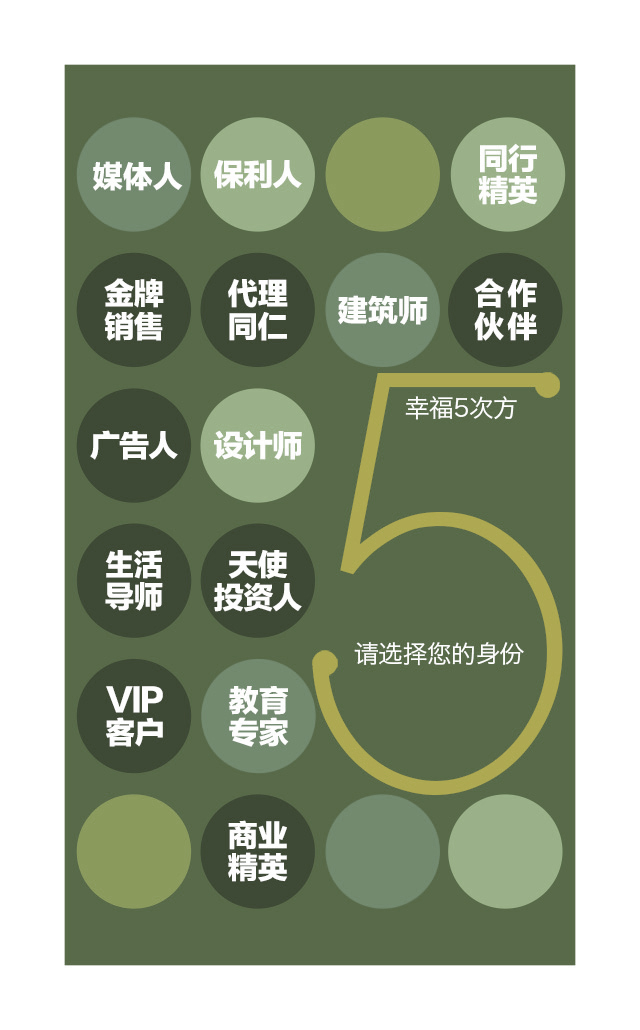 媒体人
保利人
同行
精英
金牌
销售
代理
同仁
建筑师
合作
伙伴
幸福5次方
广告人
设计师
生活
导师
天使
投资人
请选择您的身份
VIP
客户
教育
专家
商业
精英